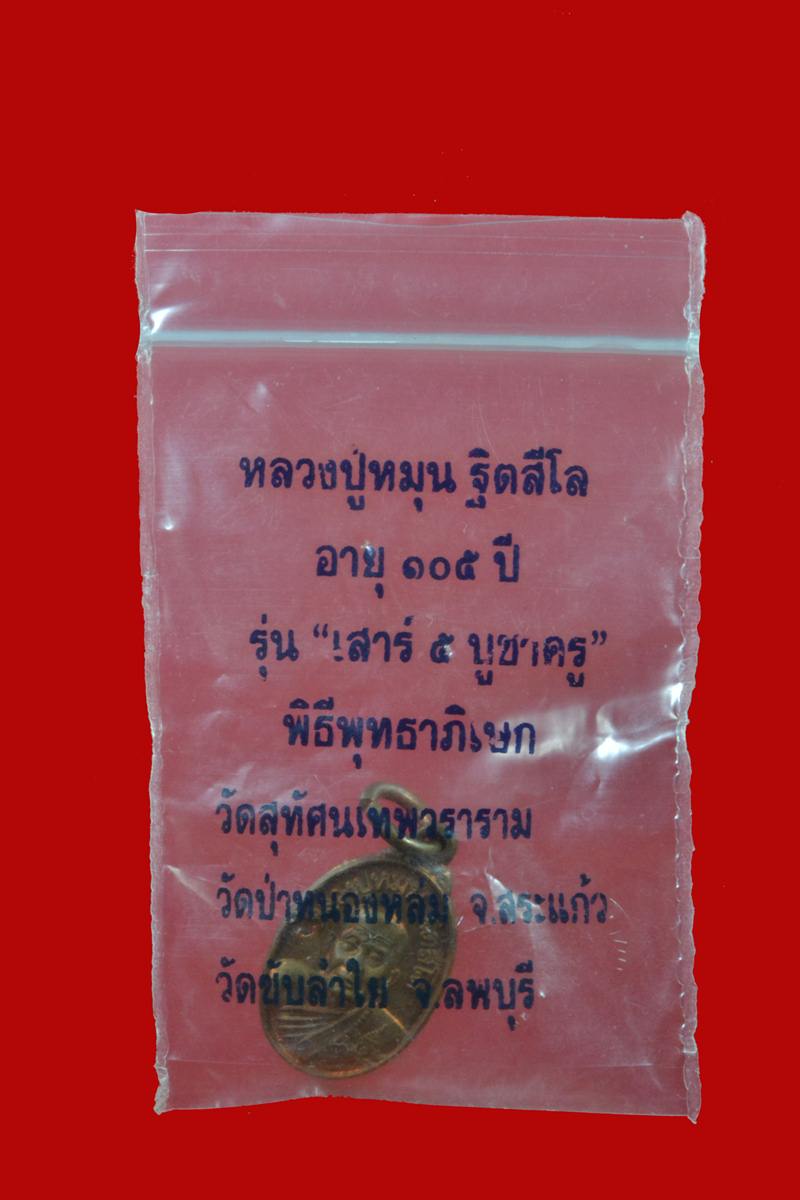 หลวงปู่หมุน ฐิตสีโล
อายุ ๑๐๕ ปี
รุ่น “เสาร์ ๕ บูชาครู”
พิธีพุทธาภิเษก
วัดสุทัศนเทพวราราม
วัดป่าหนองหล่ม จ.สระแก้ว
วัดซับลำใย จ.ลพบุรี